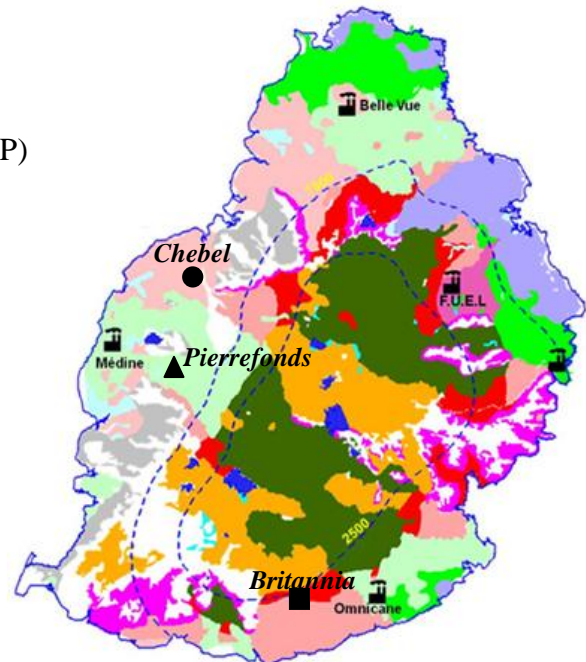 Belle Vue
P)
1500
Chebel
F.U.E.L
Médine
Pierrefonds
2500
Britannia
Omnicane